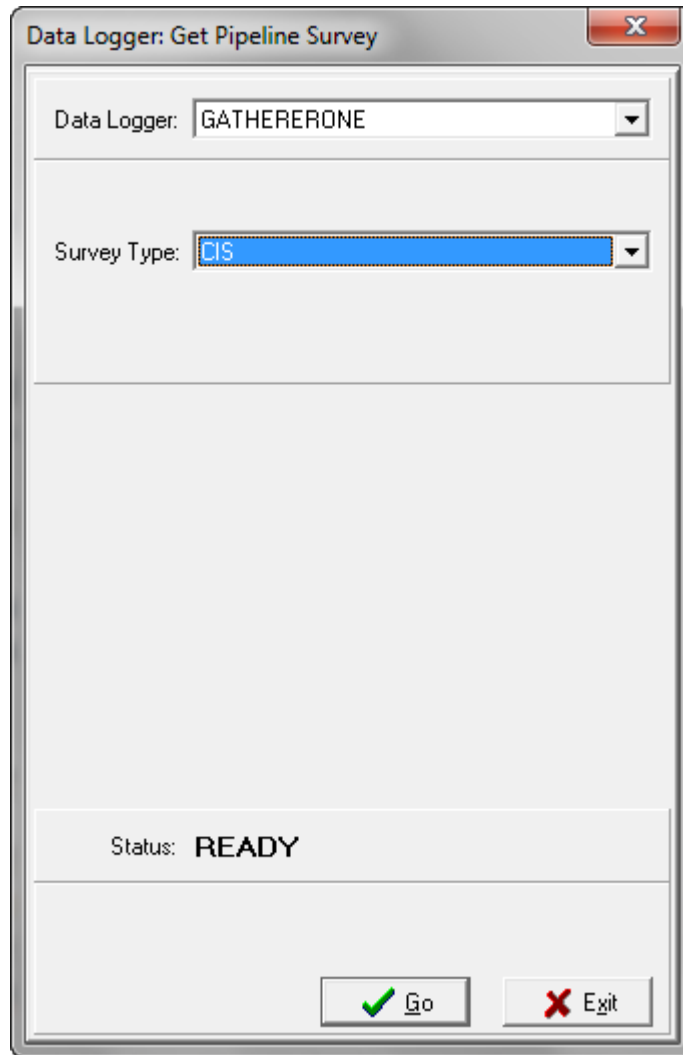 Data Logger: Get Pipeline Survey
Data Logger: GATHERERONE
Survey Type: CIS
Status: READY
Go Exit